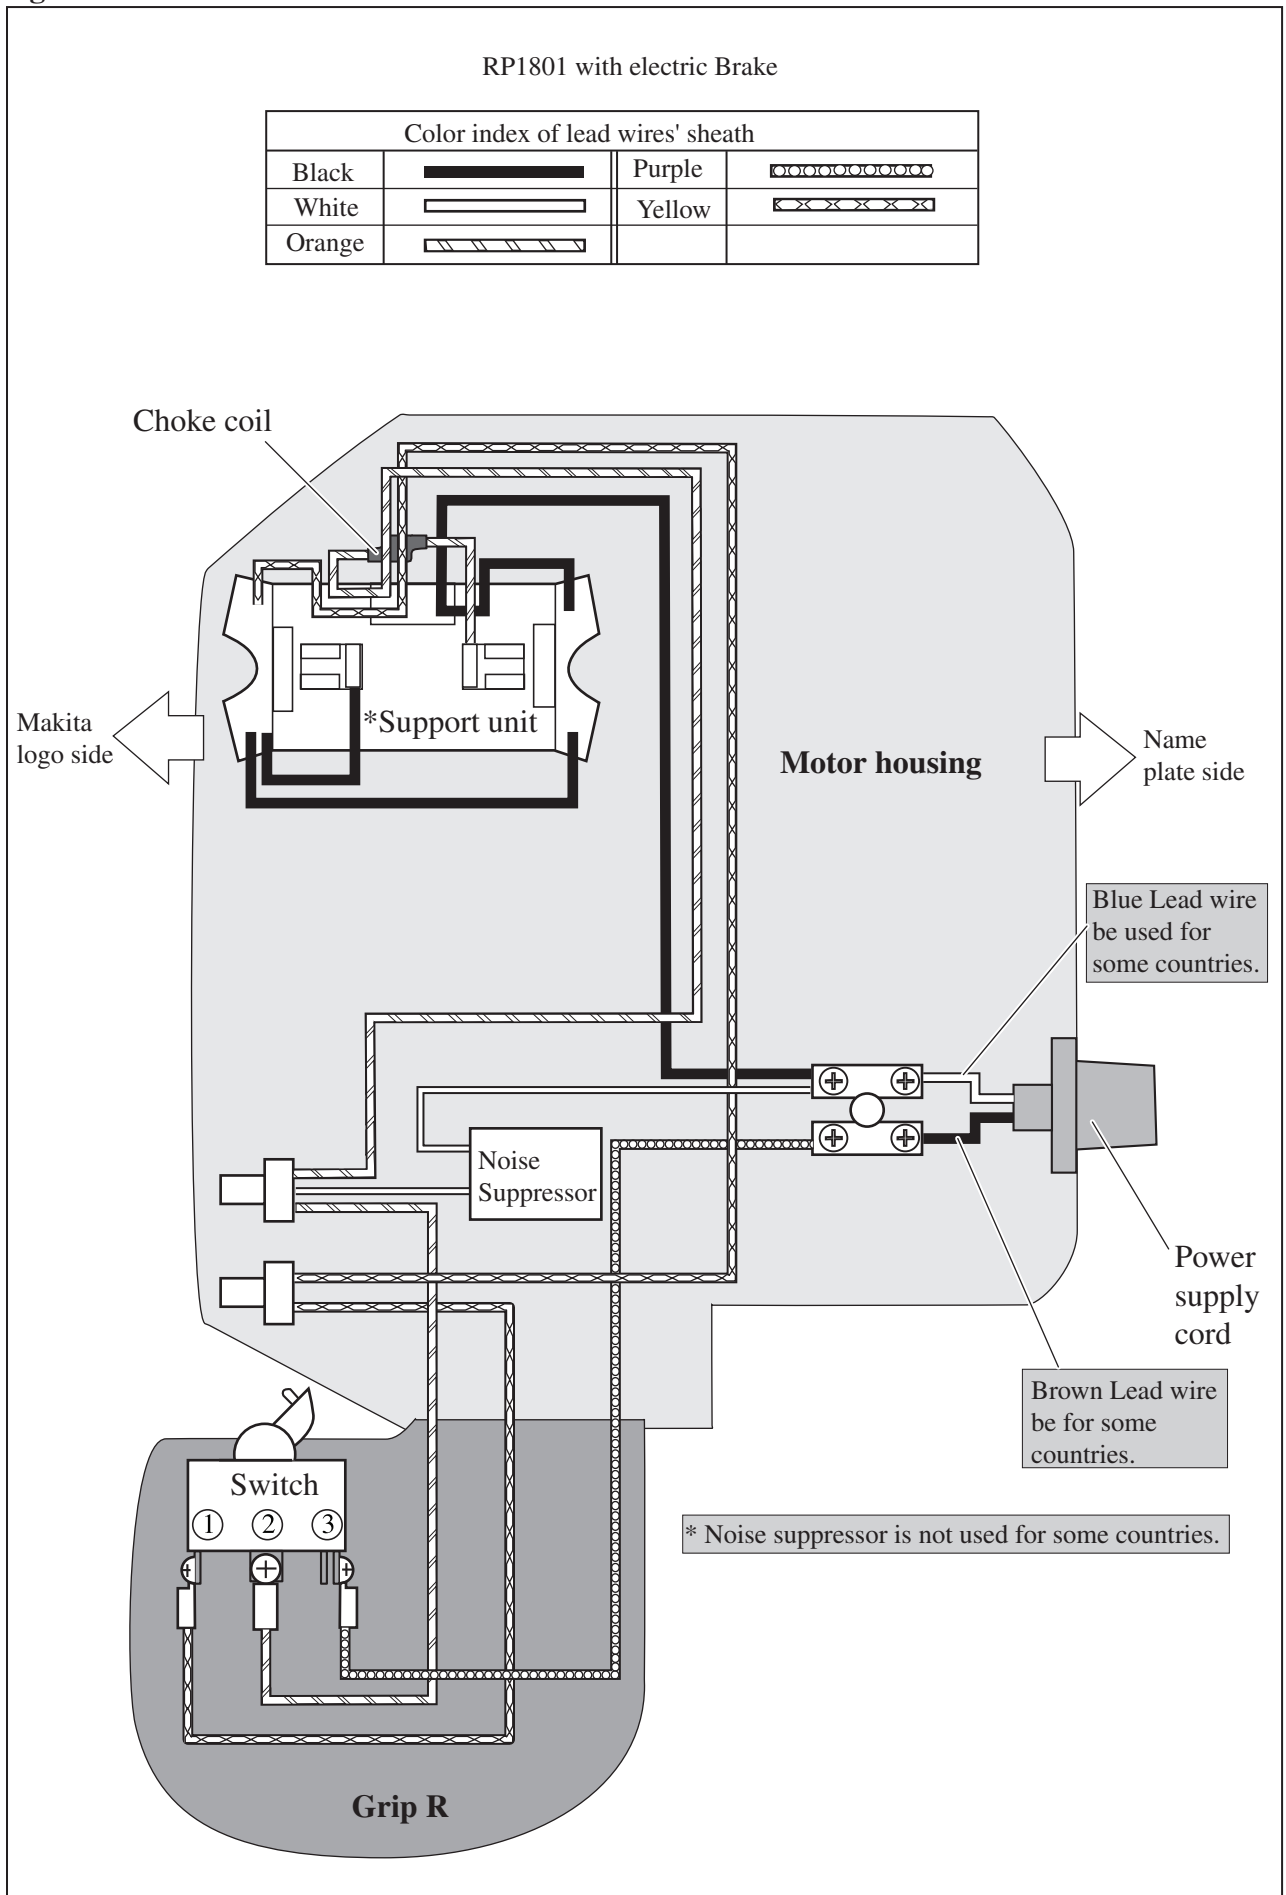 RP1801 with electric Brake
Color index of lead wires' sheath
Black
Purple
White
Yellow
Orange
Choke coil
*Support unit
Makita
logo side
Motor housing
Name
plate side
Blue Lead wire
be used for
some countries.
Noise
Suppressor
Power
supply
cord
Brown Lead wire
be for some
countries.
Switch
1 2 3
* Noise suppressor is not used for some countries.
Grip R